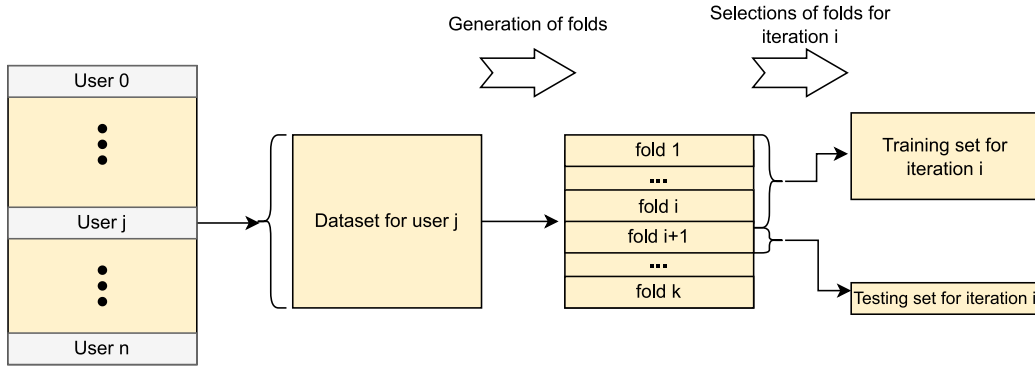 Generation of folds
Selections of folds for
iteration i
User 0
User j
User n
Dataset for user j
fold 1
...
fold i
fold i+1
...
fold k
Training set for
iteration i
Testing set for iteration i